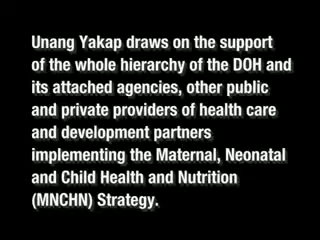 Unang Yakap draws on the support
of the whole hierarchy of the DOH and
its attached agencies, other public
and private providers of health care
and development partners
implementing the Maternal, Neonatal
and Child Health and Nutrition
(MNCHN) Strategy.